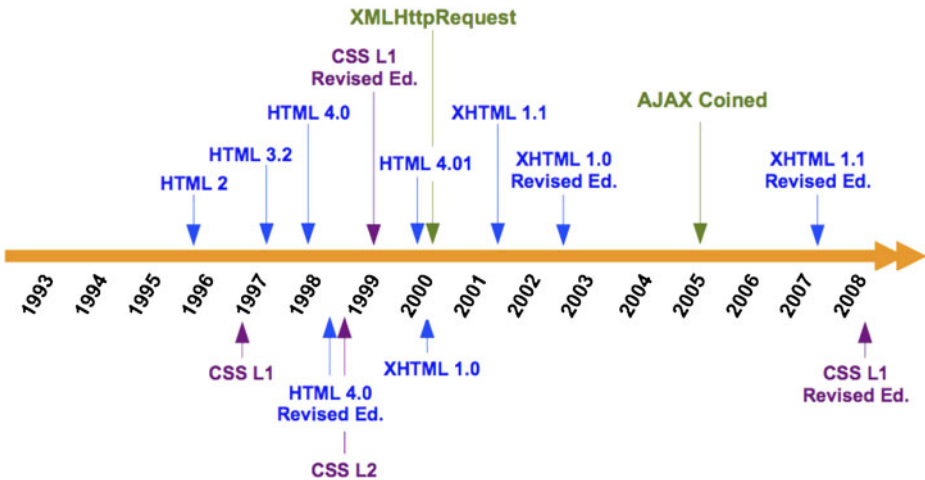 XMLHttpRequest
CSS L1
Revised Ed.
HTML 4.0
XHTML 1.1
AJAX Coined
HTML 3.2
HTML 4.01
XHTML 1.0
Revised Ed.
XHTML 1.1
Revised Ed.
HTML 2
1993
1994
1995
1996
1997
1998
1999
2000
2001
2002
2003
2004
2005
2006
2007
2008
CSS L1
HTML 4.0
Revised Ed.
XHTML 1.0
CSS L1
Revised Ed.
CSS L2